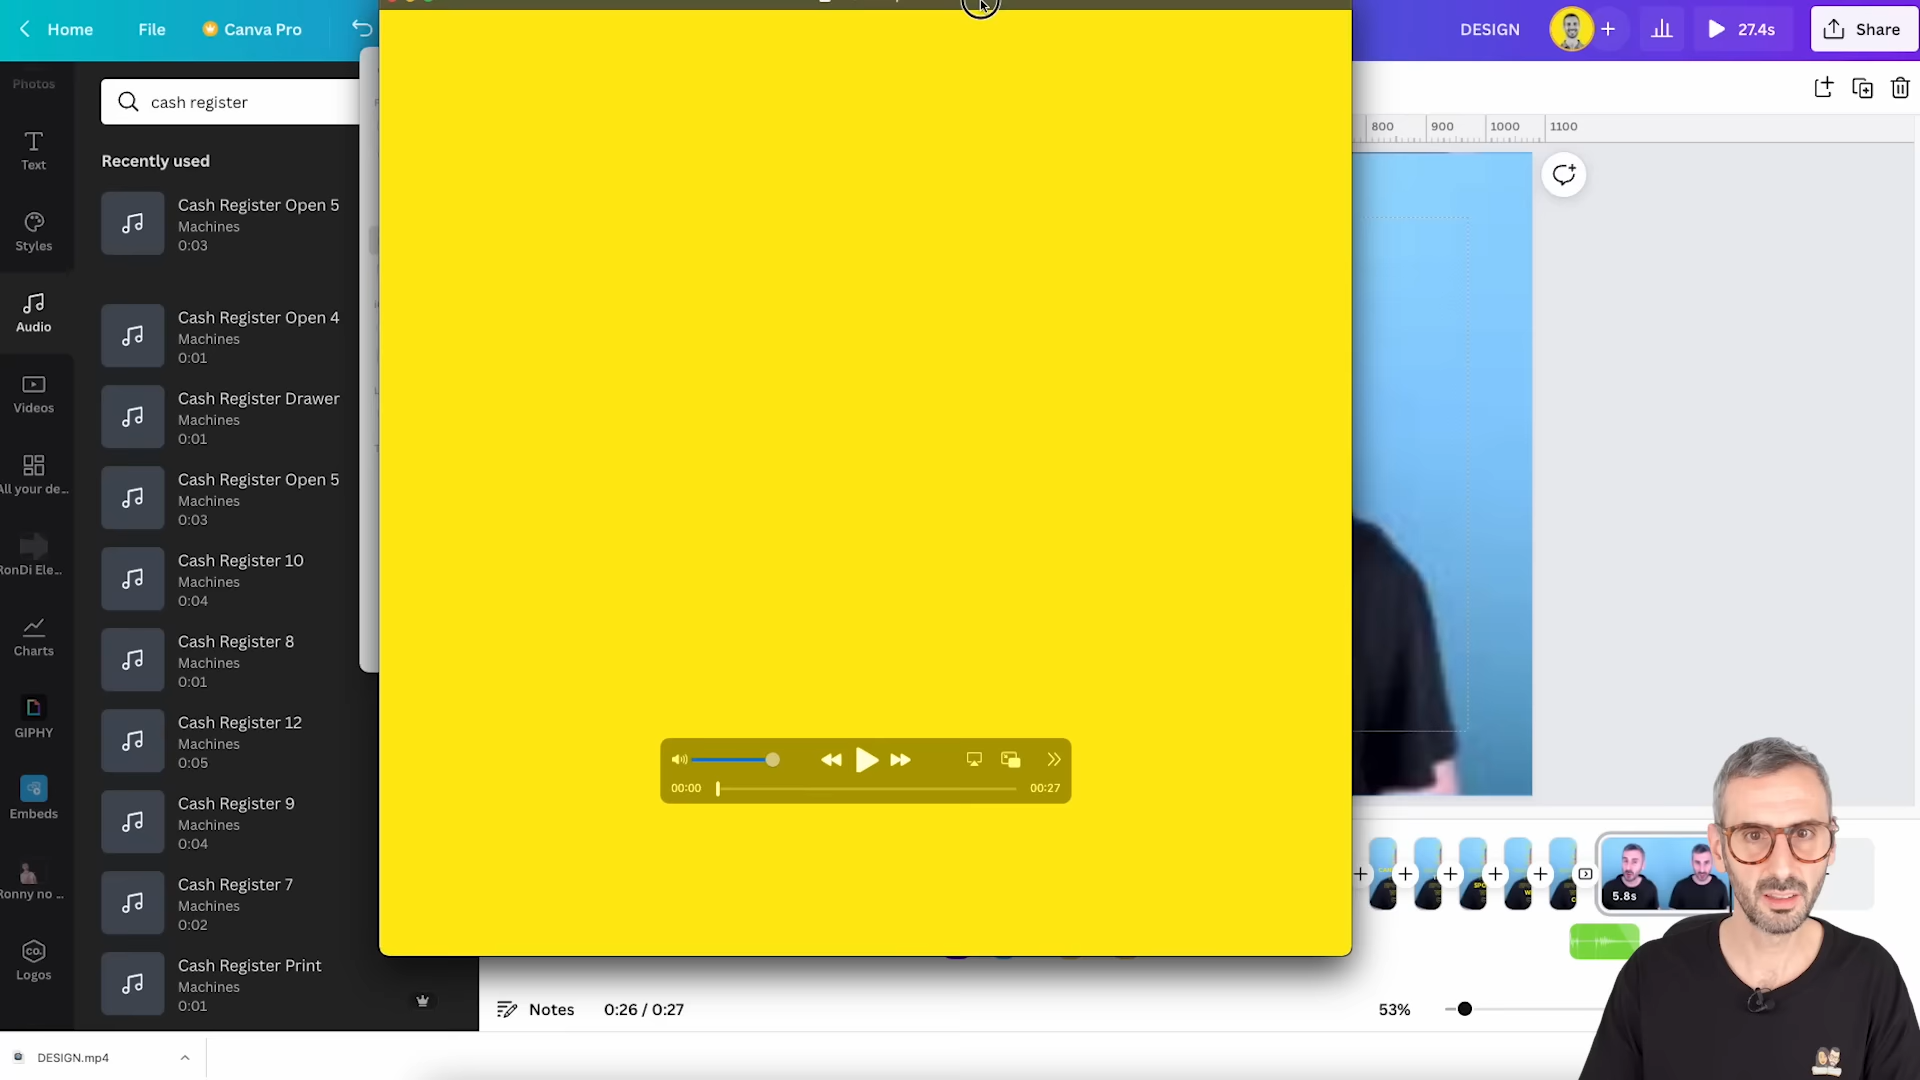 Home
File
Canva Pro
DESIGN
27.4s
Share
Photos
Text
Styles
Audio
Videos
All your de...
RonDi Ele...
Charts
GIPHY
Embeds
Ronny no ...
CO.
Logos
cash register
Recently used
Cash Register Open 5
Machines
0:03
Cash Register Open 4
Machines
0:01
Cash Register Drawer
Machines
0:01
Cash Register Open 5
Machines
0:03
Cash Register 10
Machines
0:04
Cash Register 8
Machines
0:01
Cash Register 12
Machines
0:05
Cash Register 9
Machines
0:04
Cash Register 7
Machines
0:02
Cash Register Print
Machines
0:01
800 900 1000 1100
00:00
00:27
5.8s
Notes
0:26 / 0:27
53%
DESIGN.mp4